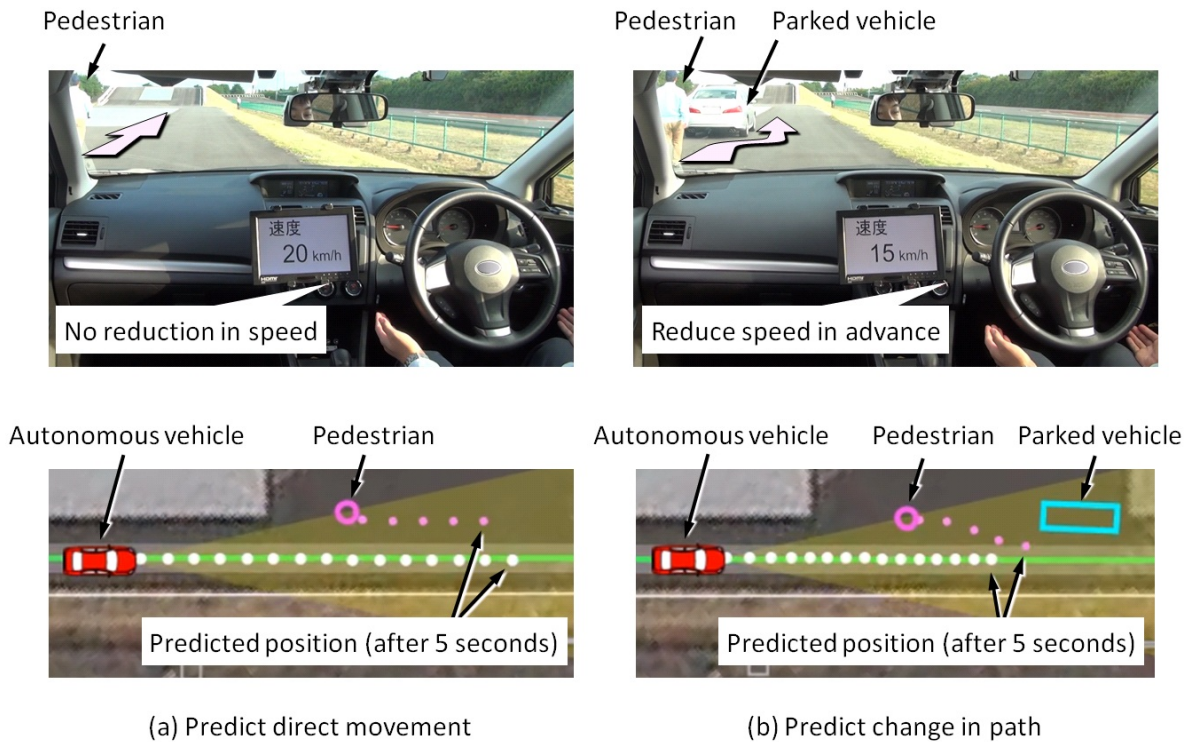 Pedestrian
Pedestrian
Parked vehicle
速度
20 km/h
HDMI
No reduction in speed
速度
15 km/h
HDMI
Reduce speed in advance
Autonomous vehicle
Pedestrian
Autonomous vehicle
Pedestrian
Parked vehicle
Predicted position (after 5 seconds)
Predicted position (after 5 seconds)
(a) Predict direct movement
(b) Predict change in path